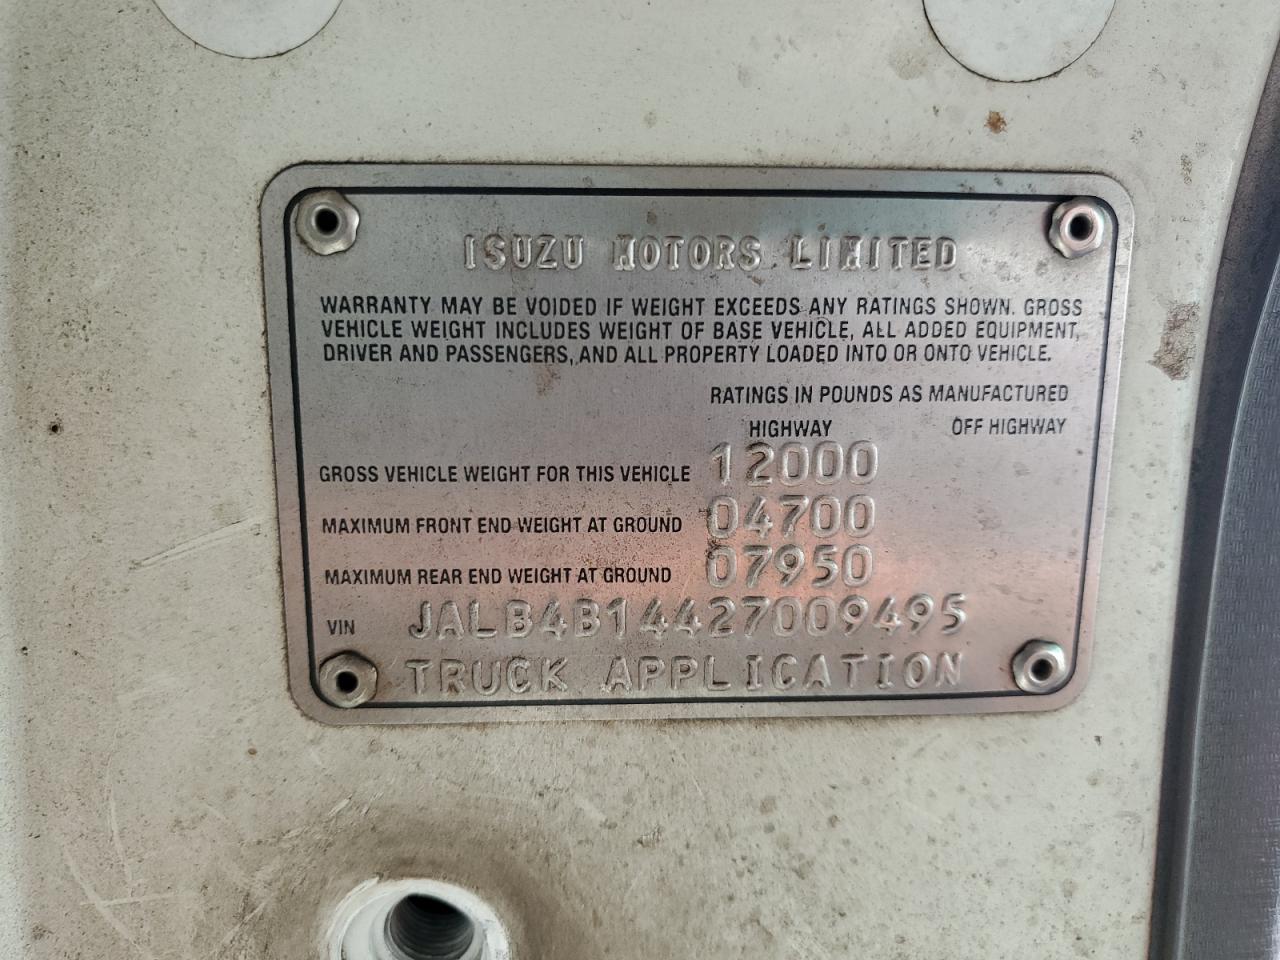 ISUZU MOTORS LIMITED
WARRANTY MAY BE VOIDED IF WEIGHT EXCEEDS ANY RATINGS SHOWN. GROSS
VEHICLE WEIGHT INCLUDES WEIGHT OF BASE VEHICLE, ALL ADDED EQUIPMENT,
DRIVER AND PASSENGERS, AND ALL PROPERTY LOADED INTO OR ONTO VEHICLE.
RATINGS IN POUNDS AS MANUFACTURED
HIGHWAY OFF HIGHWAY
GROSS VEHICLE WEIGHT FOR THIS VEHICLE 12000
MAXIMUM FRONT END WEIGHT AT GROUND 04700
MAXIMUM REAR END WEIGHT AT GROUND 07950
VIN JALB4B14427009495
TRUCK APPLICATION